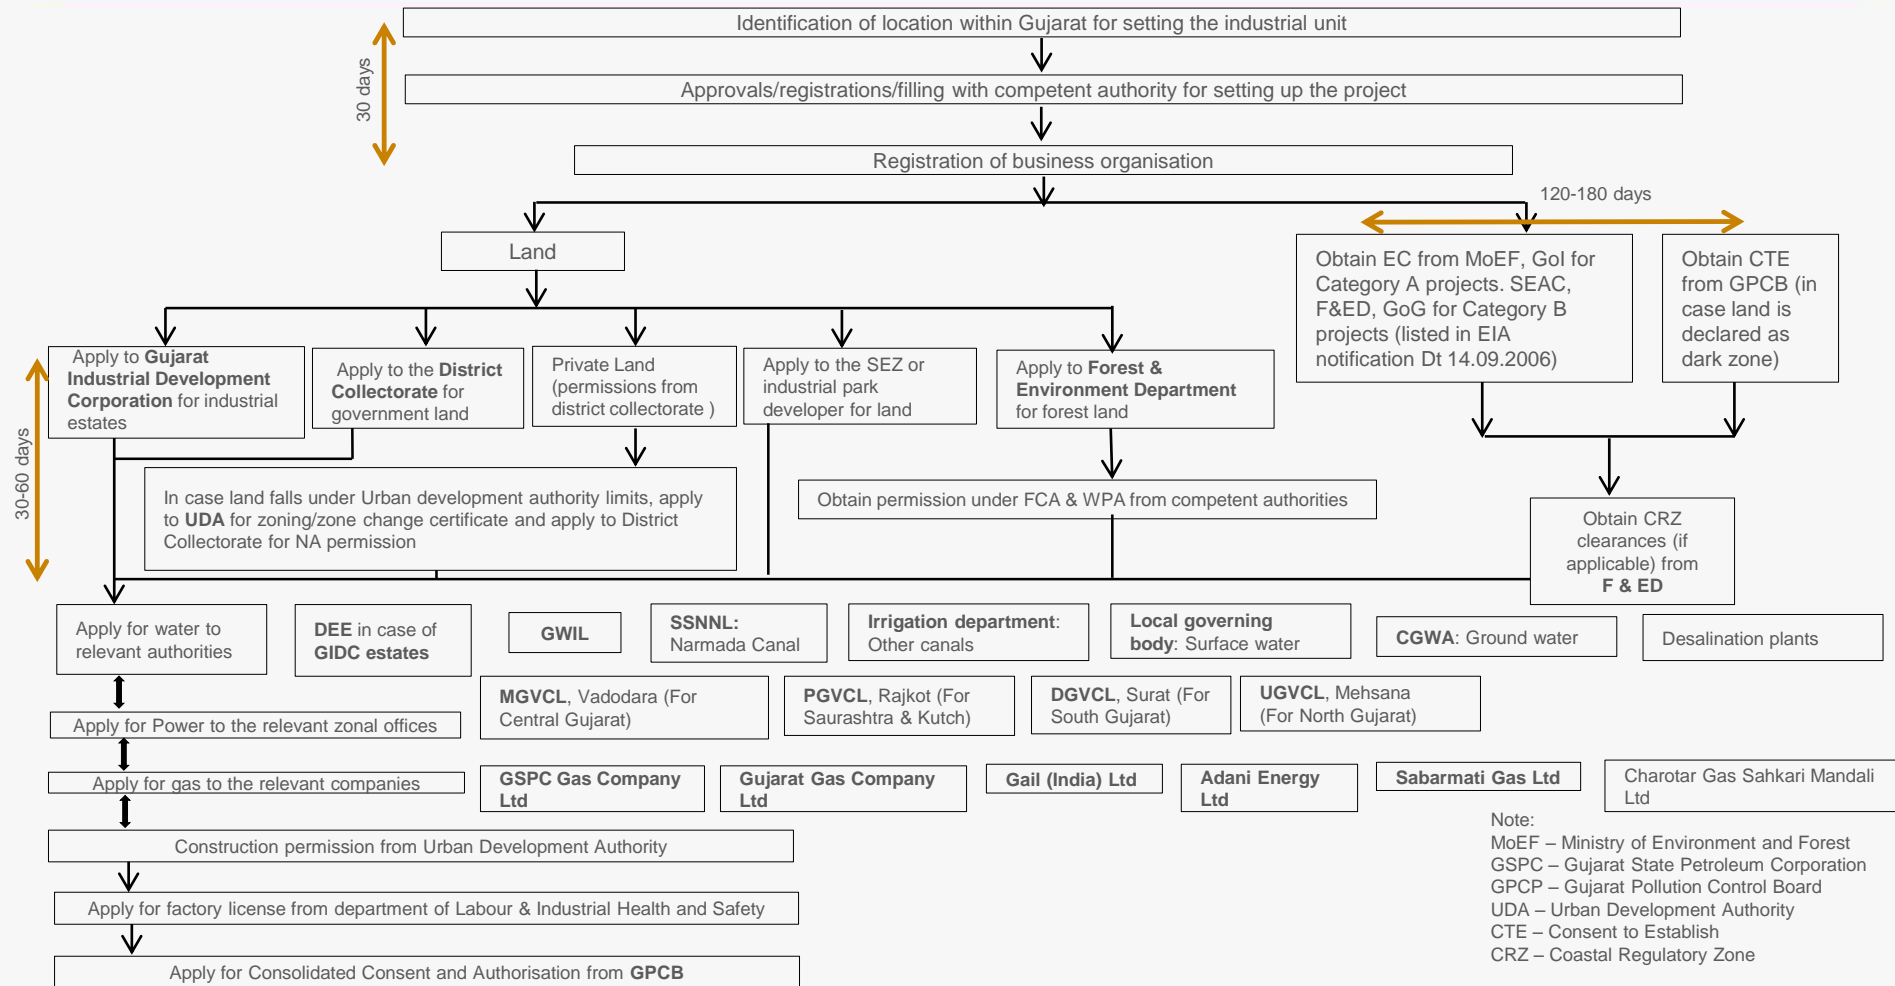 Identification of location within Gujarat for setting the industrial unit
30 days
Approvals/registrations/filling with competent authority for setting up the project
Registration of business organisation
120-180 days
Land
Obtain EC from MoEF, GoI for
Category A projects. SEAC,
F&ED, GoG for Category B
projects (listed in EIA
notification Dt 14.09.2006)
Obtain CTE
from GPCB (in
case land is
declared as
dark zone)
30-60 days
Apply to Gujarat
Industrial Development
Corporation for industrial
estates
Apply to the District
Collectorate for
government land
Private Land
(permissions from
district collectorate )
Apply to the SEZ or
industrial park
developer for land
Apply to Forest &
Environment Department
for forest land
In case land falls under Urban development authority limits, apply
to UDA for zoning/zone change certificate and apply to District
Collectorate for NA permission
Obtain permission under FCA & WPA from competent authorities
Obtain CRZ
clearances (if
applicable) from
F & ED
Apply for water to
relevant authorities
DEE in case of
GIDC estates
GWIL
SSNNL:
Narmada Canal
Irrigation department:
Other canals
Local governing
body: Surface water
CGWA: Ground water
Desalination plants
Apply for Power to the relevant zonal offices
MGVCL, Vadodara (For
Central Gujarat)
PGVCL, Rajkot (For
Saurashtra & Kutch)
DGVCL, Surat (For
South Gujarat)
UGVCL, Mehsana
(For North Gujarat)
Apply for gas to the relevant companies
GSPC Gas Company
Ltd
Gujarat Gas Company
Ltd
Gail (India) Ltd
Adani Energy
Ltd
Sabarmati Gas Ltd
Charotar Gas Sahkari Mandali
Ltd
Construction permission from Urban Development Authority
Apply for factory license from department of Labour & Industrial Health and Safety
Apply for Consolidated Consent and Authorisation from GPCB
Note:
MoEF – Ministry of Environment and Forest
GSPC – Gujarat State Petroleum Corporation
GPCP – Gujarat Pollution Control Board
UDA – Urban Development Authority
CTE – Consent to Establish
CRZ – Coastal Regulatory Zone